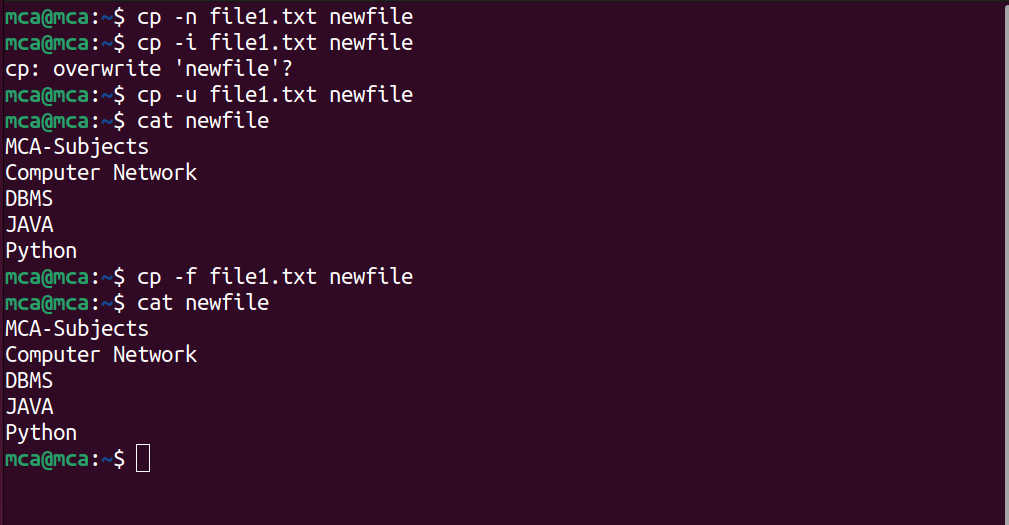 mca@mca:~$ cp -n file1.txt newfile
mca@mca:~$ cp -i file1.txt newfile
cp: overwrite 'newfile'?
mca@mca:~$ cp -u file1.txt newfile
mca@mca:~$ cat newfile
MCA-Subjects
Computer Network
DBMS
JAVA
Python
mca@mca:~$ cp -f file1.txt newfile
mca@mca:~$ cat newfile
MCA-Subjects
Computer Network
DBMS
JAVA
Python
mca@mca:~$